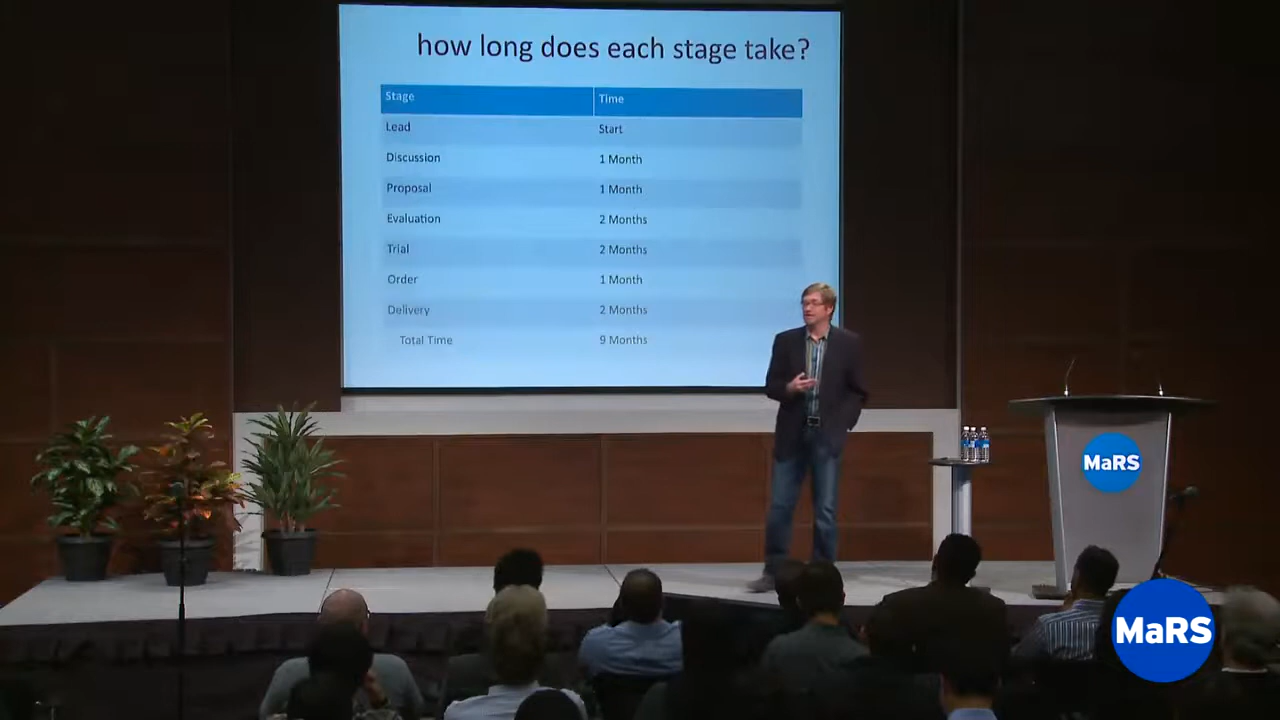 how long does each stage take?
Stage Time
Lead Start
Discussion 1 Month
Proposal 1 Month
Evaluation 2 Months
Trial 2 Months
Order 1 Month
Delivery 2 Months
Total Time 9 Months
MaRS
MaRS